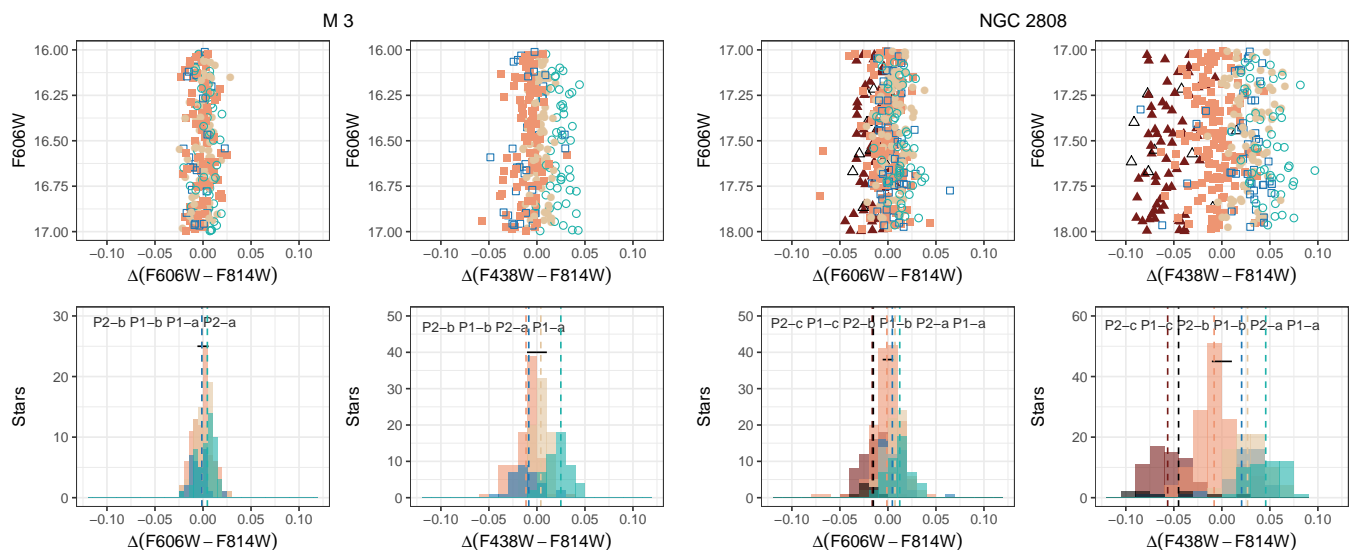 M 3
NGC 2808
16.00
16.25
16.50
16.75
17.00
F606W
−0.10 −0.05 0.00 0.05 0.10
Δ(F606W − F814W)
16.00
16.25
16.50
16.75
17.00
F606W
−0.10 −0.05 0.00 0.05 0.10
Δ(F438W − F814W)
17.00
17.25
17.50
17.75
18.00
F606W
−0.10 −0.05 0.00 0.05 0.10
Δ(F606W − F814W)
17.00
17.25
17.50
17.75
18.00
F606W
−0.10 −0.05 0.00 0.05 0.10
Δ(F438W − F814W)
30
20
10
0
Stars
P2−b P1−b P1−a P2−a
−0.10 −0.05 0.00 0.05 0.10
Δ(F606W − F814W)
50
40
30
20
10
0
Stars
P2−b P1−b P2−a P1−a
−0.10 −0.05 0.00 0.05 0.10
Δ(F438W − F814W)
50
40
30
20
10
0
Stars
P2−c P1−c P2−b P1−b P2−a P1−a
−0.10 −0.05 0.00 0.05 0.10
Δ(F606W − F814W)
60
40
20
0
Stars
P2−c P1−c P2−b P1−b P2−a P1−a
−0.10 −0.05 0.00 0.05 0.10
Δ(F438W − F814W)